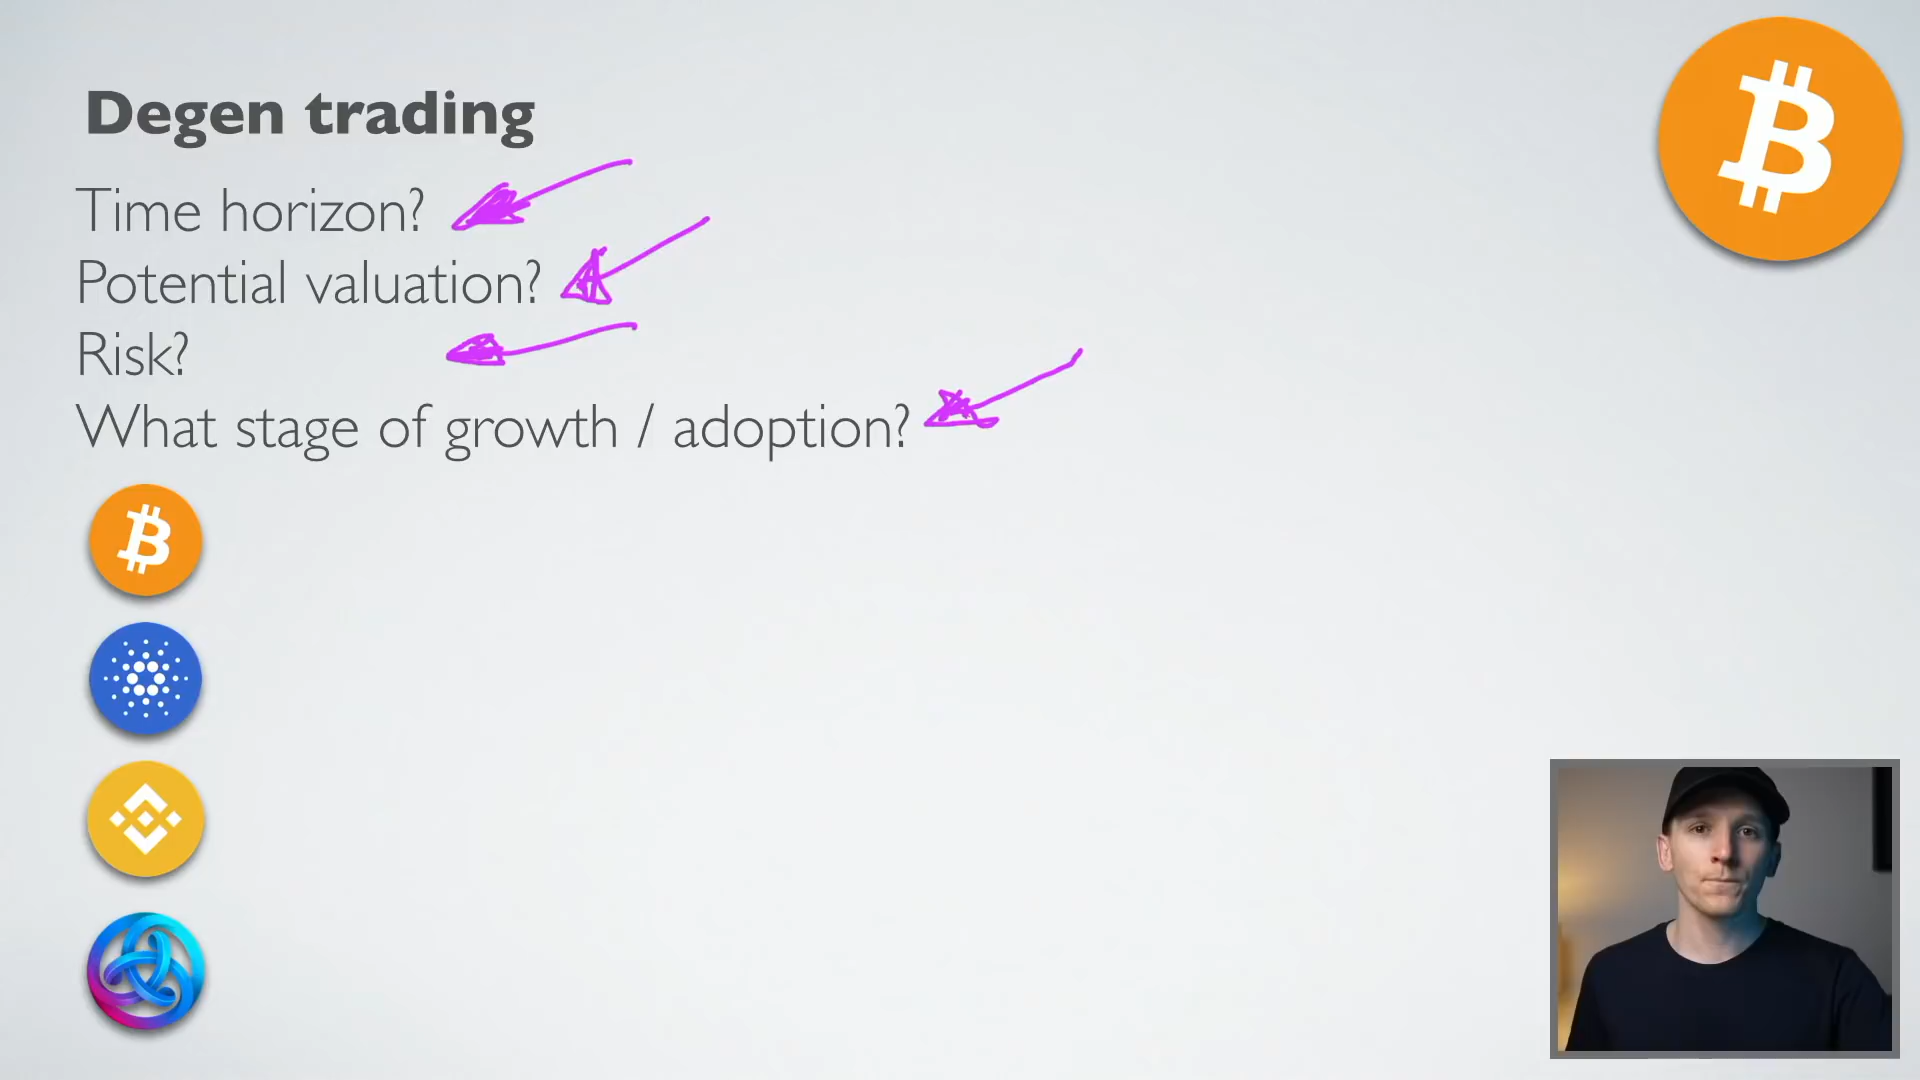 Degen trading
Time horizon?
Potential valuation?
Risk?
What stage of growth / adoption?